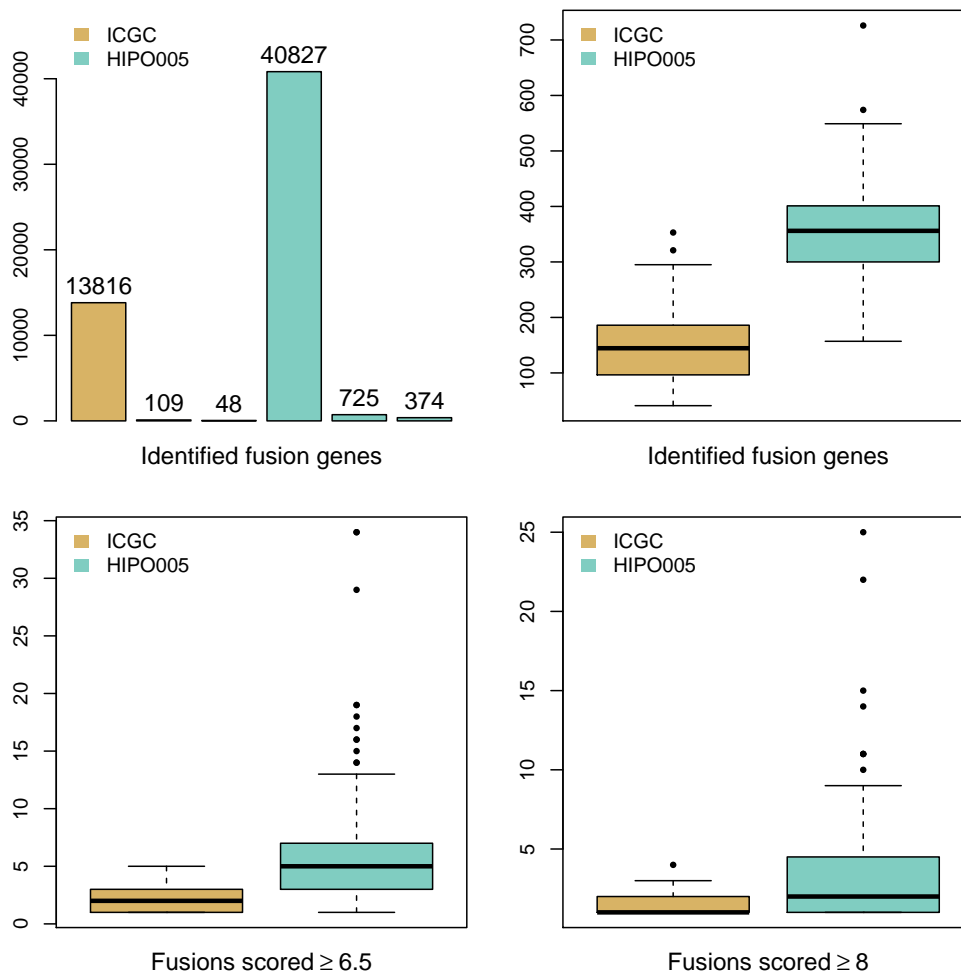 ICGC
HIPO005
40827
13816
109
48
725
374
0
10000
20000
30000
40000
Identified fusion genes
ICGC
HIPO005
100
200
300
400
500
600
700
Identified fusion genes
ICGC
HIPO005
0
5
10
15
20
25
30
35
Fusions scored ≥ 6.5
ICGC
HIPO005
5
10
15
20
25
Fusions scored ≥ 8